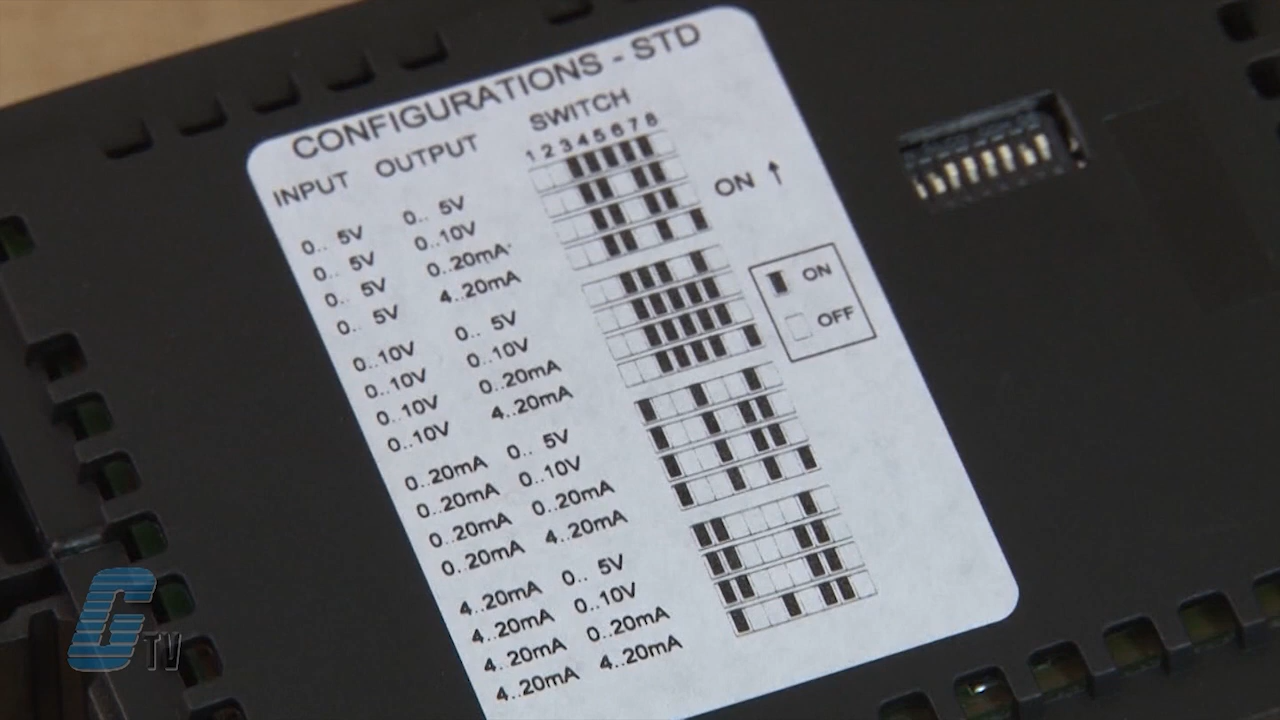 CONFIGURATIONS - STD
INPUT OUTPUT SWITCH
1 2 3 4 5 6 7 8
ON ↑
0.. 5V 0.. 5V
0.. 5V 0..10V
0.. 5V 0..20mA
0.. 5V 4..20mA
0..10V 0.. 5V
0..10V 0..10V
0..10V 0..20mA
0..10V 4..20mA
ON
OFF
0..20mA 0.. 5V
0..20mA 0..10V
0..20mA 0..20mA
0..20mA 4..20mA
4..20mA 0.. 5V
4..20mA 0..10V
4..20mA 0..20mA
4..20mA 4..20mA
G TV